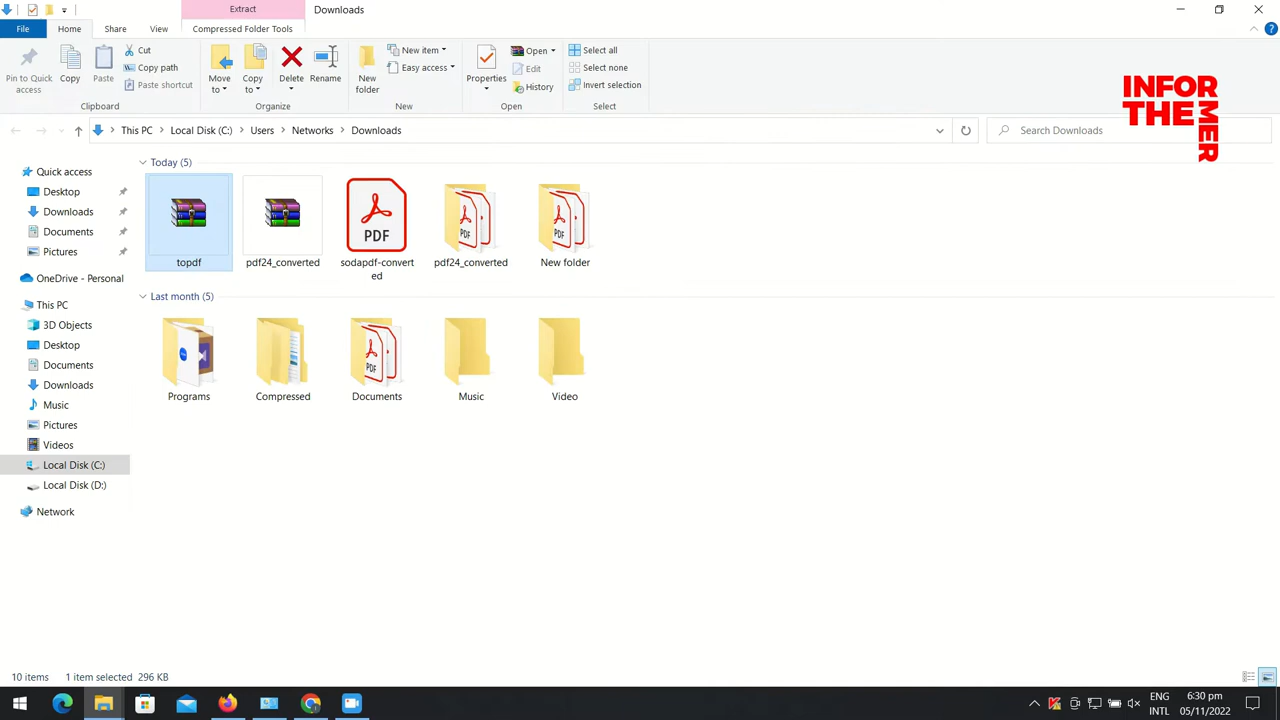 Extract
Downloads
File
Home
Share
View
Compressed Folder Tools
Pin to Quick
access
Copy
Paste
Cut
Copy path
Paste shortcut
Clipboard
Move
to
Copy
to
Delete
Rename
Organize
New
folder
New item
Easy access
New
Properties
Open
Edit
History
Open
Select all
Select none
Invert selection
Select
INFOR
THE
MER
This PC
Local Disk (C:)
Users
Networks
Downloads
Search Downloads
Quick access
Desktop
Downloads
Documents
Pictures
OneDrive - Personal
This PC
3D Objects
Desktop
Documents
Downloads
Music
Pictures
Videos
Local Disk (C:)
Local Disk (D:)
Network
Today (5)
topdf
pdf24_converted
PDF
sodapdf-convert
ed
PDF
pdf24_converted
PDF
New folder
Last month (5)
Programs
Compressed
PDF
Documents
Music
Video
10 items
1 item selected 296 KB
ENG
INTL
6:30 pm
05/11/2022